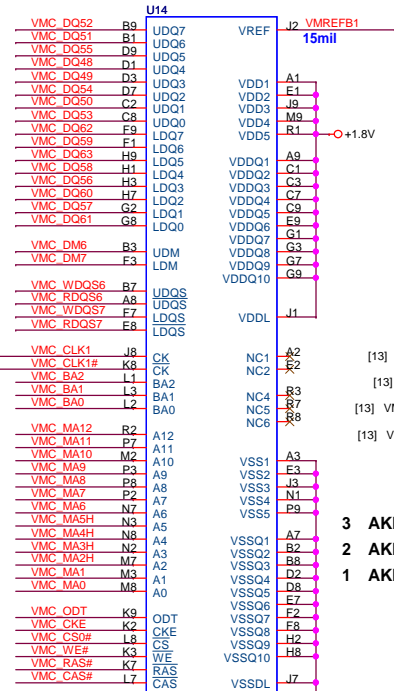 U14
VMC_DQ52 B9 UDQ7 VREF J2 VMREFB1
VMC_DQ51 B1 UDQ6 15mil
VMC_DQ55 D9 UDQ5
VMC_DQ48 D1 UDQ4
VMC_DQ49 D3 UDQ3 VDD1 A1
VMC_DQ54 D7 UDQ2 VDD2 E1
VMC_DQ50 C2 UDQ1 VDD3 J9
VMC_DQ53 C8 UDQ0 VDD4 M9
VMC_DQ62 F9 LDQ7 VDD5 R1 +1.8V
VMC_DQ59 F1 LDQ6
VMC_DQ63 H9 LDQ5 VDDQ1 A9
VMC_DQ58 H1 LDQ4 VDDQ2 C1
VMC_DQ56 H3 LDQ3 VDDQ3 C3
VMC_DQ60 H7 LDQ2 VDDQ4 C7
VMC_DQ57 G2 LDQ1 VDDQ5 C9
VMC_DQ61 G8 LDQ0 VDDQ6 E9
VDDQ7 G1
VMC_DM6 B3 UDM VDDQ8 G3
VMC_DM7 F3 LDM VDDQ9 G7
VDDQ10 G9
VMC_WDQS6 B7 UDQS
VMC_RDQS6 A8 UDQS
VMC_WDQS7 F7 LDQS VDDL J1
VMC_RDQS7 E8 LDQS
VMC_CLK1 J8 CK NC1 A2 [13]
VMC_CLK1# K8 CK NC2 E2
VMC_BA2 L1 BA2 [13]
VMC_BA1 L3 BA1 NC4 R3
VMC_BA0 L2 BA0 NC5 R7 [13] VM
NC6 R8
VMC_MA12 R2 A12 [13] V
VMC_MA11 P7 A11
VMC_MA10 M2 A10 VSS1 A3
VMC_MA9 P3 A9 VSS2 E3
VMC_MA8 P8 A8 VSS3 J3
VMC_MA7 P2 A7 VSS4 N1
VMC_MA6 N7 A6 VSS5 P9
VMC_MA5H N3 A5 3 AK
VMC_MA4H N8 A4 VSSQ1 A7
VMC_MA3H N2 A3 VSSQ2 B2 2 AK
VMC_MA2H M7 A2 VSSQ3 B8
VMC_MA1 M3 A1 VSSQ4 D2 1 AK
VMC_MA0 M8 A0 VSSQ5 D8
VSSQ6 E7
VMC_ODT K9 ODT VSSQ7 F2
VMC_CKE K2 CKE VSSQ8 F8
VMC_CS0# L8 CS VSSQ9 H2
VMC_WE# K3 WE VSSQ10 H8
VMC_RAS# K7 RAS
VMC_CAS# L7 CAS VSSDL J7